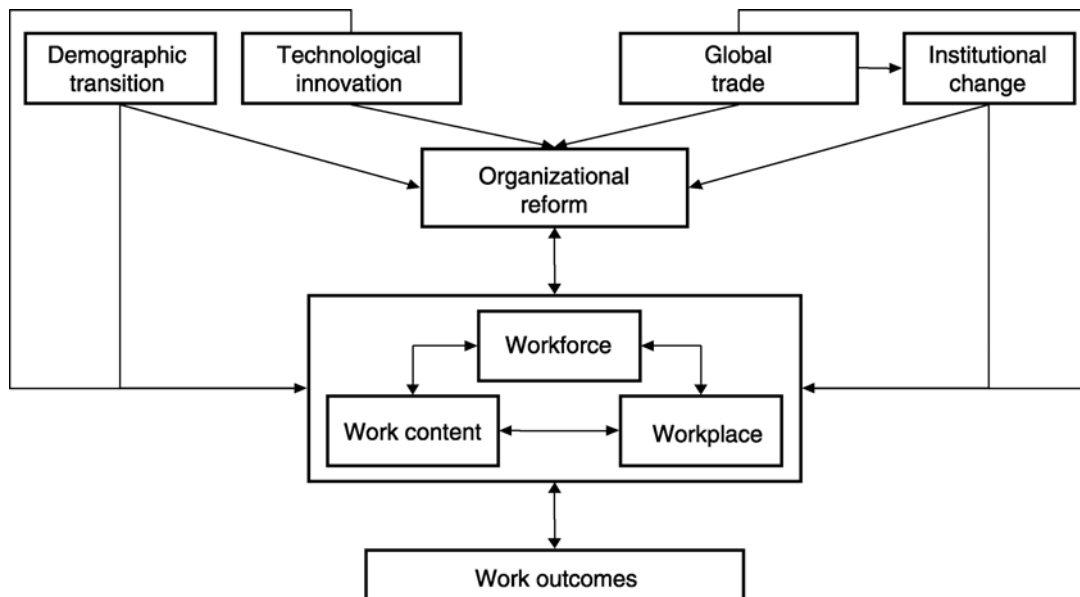 Demographic
transition
Technological
innovation
Global
trade
Institutional
change
Organizational
reform
Workforce
Work content
Workplace
Work outcomes